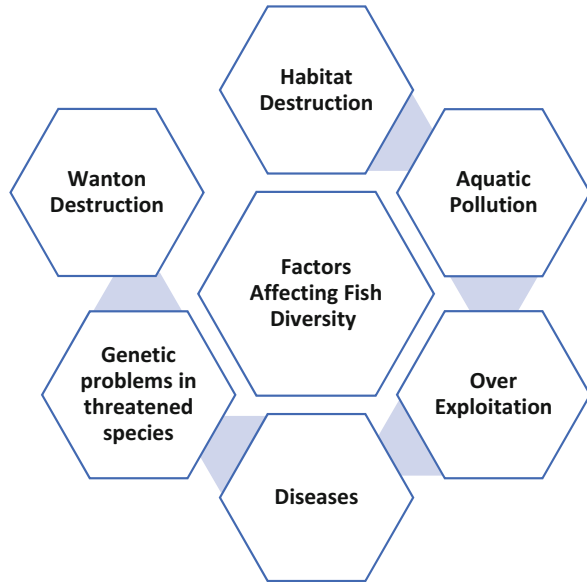 Habitat
Destruction
Wanton
Destruction
Aquatic
Pollution
Factors
Affecting Fish
Diversity
Genetic
problems in
threatened
species
Over
Exploitation
Diseases